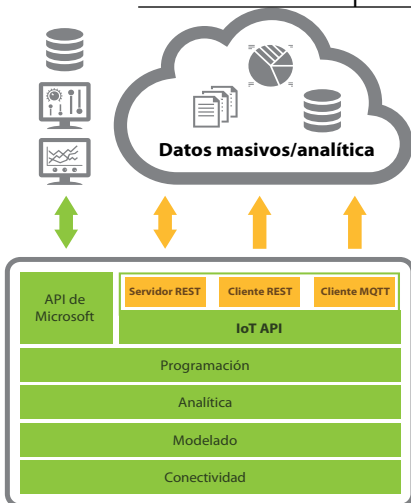 Datos masivos/analítica
API de
Microsoft
Servidor REST
Cliente REST
Cliente MQTT
IoT API
Programación
Analítica
Modelado
Conectividad